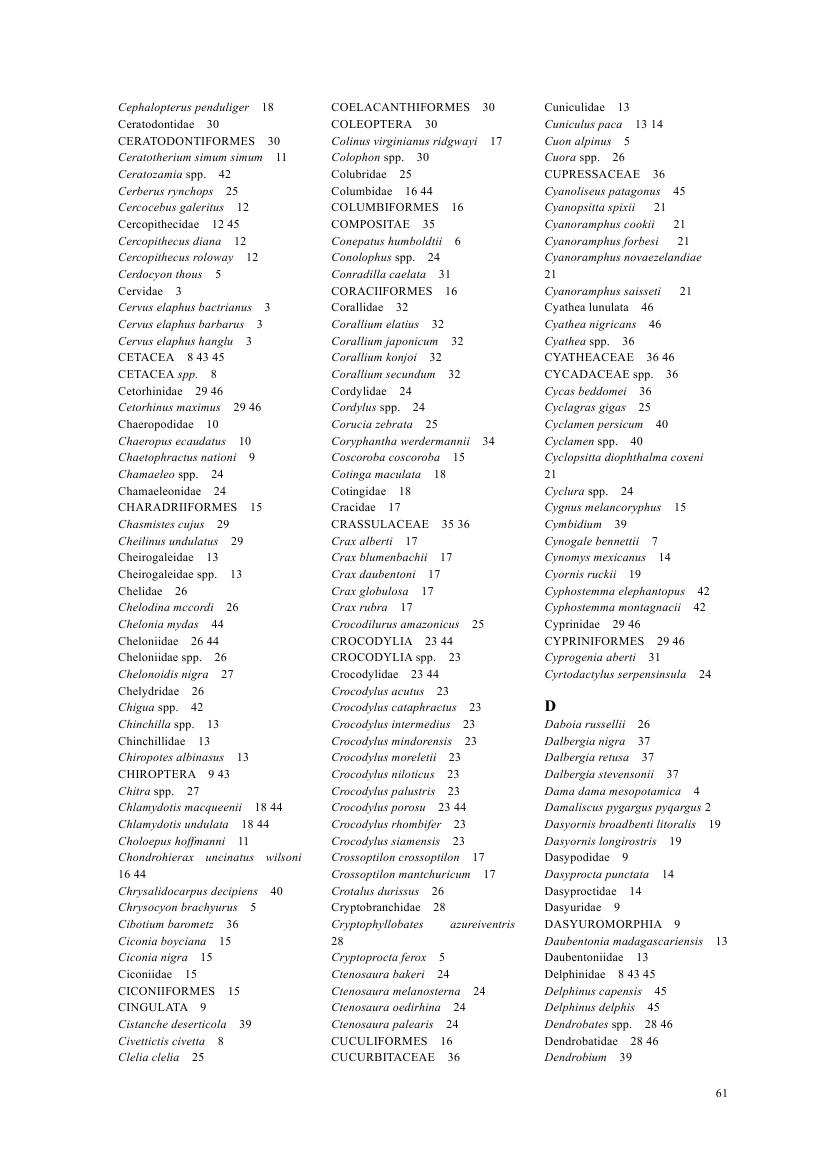 Cephalopterus penduliger 18
Ceratodontidae 30
CERATODONTIFORMES 30
Ceratotherium simum simum 11
Ceratozamia spp. 42
Cerberus rynchops 25
Cercocebus galeritus 12
Cercopithecidae 12 45
Cercopithecus diana 12
Cercopithecus roloway 12
Cerdocyon thous 5
Cervidae 3
Cervus elaphus bactrianus 3
Cervus elaphus barbarus 3
Cervus elaphus hanglu 3
CETACEA 8 43 45
CETACEA spp. 8
Cetorhinidae 29 46
Cetorhinus maximus 29 46
Chaeropodidae 10
Chaeropus ecaudatus 10
Chaetophractus nationi 9
Chamaeleo spp. 24
Chamaeleonidae 24
CHARADRIIFORMES 15
Chasmistes cujus 29
Cheilinus undulatus 29
Cheirogaleidae 13
Cheirogaleidae spp. 13
Chelidae 26
Chelodina mccordi 26
Chelonia mydas 44
Cheloniidae 26 44
Cheloniidae spp. 26
Chelonoidis nigra 27
Chelydridae 26
Chigua spp. 42
Chinchilla spp. 13
Chinchillidae 13
Chiropotes albinasus 13
CHIROPTERA 9 43
Chitra spp. 27
Chlamydotis macqueenii 18 44
Chlamydotis undulata 18 44
Choloepus hoffmanni 11
Chondrohierax uncinatus wilsoni
16 44
Chrysalidocarpus decipiens 40
Chrysocyon brachyurus 5
Cibotium barometz 36
Ciconia boyciana 15
Ciconia nigra 15
Ciconiidae 15
CICONIIFORMES 15
CINGULATA 9
Cistanche deserticola 39
Civettictis civetta 8
Clelia clelia 25
COELACANTHIFORMES 30
COLEOPTERA 30
Colinus virginianus ridgwayi 17
Colophon spp. 30
Colubridae 25
Columbidae 16 44
COLUMBIFORMES 16
COMPOSITAE 35
Conepatus humboldtii 6
Conolophus spp. 24
Conradilla caelata 31
CORACIIFORMES 16
Corallidae 32
Corallium elatius 32
Corallium japonicum 32
Corallium konjoi 32
Corallium secundum 32
Cordylidae 24
Cordylus spp. 24
Corucia zebrata 25
Coryphantha werdermannii 34
Coscoroba coscoroba 15
Cotinga maculata 18
Cotingidae 18
Cracidae 17
CRASSULACEAE 35 36
Crax alberti 17
Crax blumenbachii 17
Crax daubentoni 17
Crax globulosa 17
Crax rubra 17
Crocodilurus amazonicus 25
CROCODYLIA 23 44
CROCODYLIA spp. 23
Crocodylidae 23 44
Crocodylus acutus 23
Crocodylus cataphractus 23
Crocodylus intermedius 23
Crocodylus mindorensis 23
Crocodylus moreletii 23
Crocodylus niloticus 23
Crocodylus palustris 23
Crocodylus porosu 23 44
Crocodylus rhombifer 23
Crocodylus siamensis 23
Crossoptilon crossoptilon 17
Crossoptilon mantchuricum 17
Crotalus durissus 26
Cryptobranchidae 28
Cryptophyllobates azureiventris
28
Cryptoprocta ferox 5
Ctenosaura bakeri 24
Ctenosaura melanosterna 24
Ctenosaura oedirhina 24
Ctenosaura palearis 24
CUCULIFORMES 16
CUCURBITACEAE 36
Cuniculidae 13
Cuniculus paca 13 14
Cuon alpinus 5
Cuora spp. 26
CUPRESSACEAE 36
Cyanoliseus patagonus 45
Cyanopsitta spixii 21
Cyanoramphus cookii 21
Cyanoramphus forbesi 21
Cyanoramphus novaezelandiae
21
Cyanoramphus saisseti 21
Cyathea lunulata 46
Cyathea nigricans 46
Cyathea spp. 36
CYATHEACEAE 36 46
CYCADACEAE spp. 36
Cycas beddomei 36
Cyclagras gigas 25
Cyclamen persicum 40
Cyclamen spp. 40
Cyclopsitta diophthalma coxeni
21
Cyclura spp. 24
Cygnus melancoryphus 15
Cymbidium 39
Cynogale bennettii 7
Cynomys mexicanus 14
Cyornis ruckii 19
Cyphostemma elephantopus 42
Cyphostemma montagnacii 42
Cyprinidae 29 46
CYPRINIFORMES 29 46
Cyprogenia aberti 31
Cyrtodactylus serpensinsula 24
D
Daboia russellii 26
Dalbergia nigra 37
Dalbergia retusa 37
Dalbergia stevensonii 37
Dama dama mesopotamica 4
Damaliscus pygargus pyqargus 2
Dasyornis broadbenti litoralis 19
Dasyornis longirostris 19
Dasypodidae 9
Dasyprocta punctata 14
Dasyproctidae 14
Dasyuridae 9
DASYUROMORPHIA 9
Daubentonia madagascariensis 13
Daubentoniidae 13
Delphinidae 8 43 45
Delphinus capensis 45
Delphinus delphis 45
Dendrobates spp. 28 46
Dendrobatidae 28 46
Dendrobium 39
61